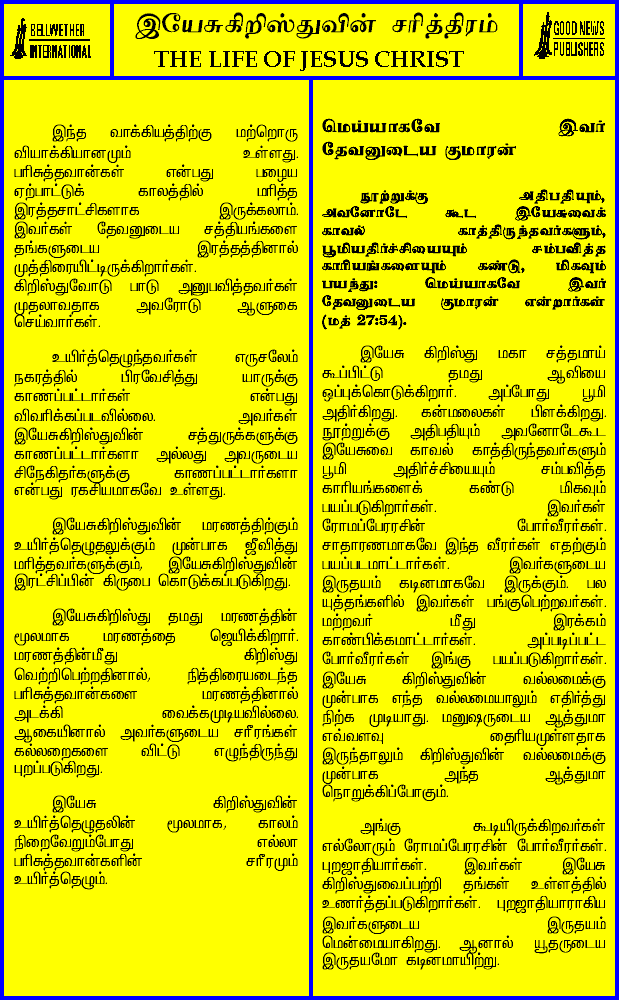 BELLWETHER
INTERNATIONAL
இயேசுகிறிஸ்துவின் சரித்திரம்
THE LIFE OF JESUS CHRIST
GOOD NEWS
PUBLISHERS
இந்த வாக்கியத்திற்கு மற்றொரு
வியாக்கியானமும் உள்ளது.
பரிசுத்தவான்கள் என்பது பழைய
ஏற்பாட்டுக் காலத்தில் மரித்த
இரத்தசாட்சிகளாக இருக்கலாம்.
இவர்கள் தேவனுடைய சத்தியங்களை
தங்களுடைய இரத்தத்தினால்
முத்திரையிட்டிருக்கிறார்கள்.
கிறிஸ்துவோடு பாடு அனுபவித்தவர்கள்
முதலாவதாக அவரோடு ஆளுகை
செய்வார்கள்.
உயிர்த்தெழுந்தவர்கள் எருசலேம்
நகரத்தில் பிரவேசித்து யாருக்கு
காணப்பட்டார்கள் என்பது
விவரிக்கப்படவில்லை. அவர்கள்
இயேசுகிறிஸ்துவின் சத்துருக்களுக்கு
காணப்பட்டார்களா அல்லது அவருடைய
சிநேகிதர்களுக்கு காணப்பட்டார்களா
என்பது ரகசியமாகவே உள்ளது.
இயேசுகிறிஸ்துவின் மரணத்திற்கும்
உயிர்த்தெழுதலுக்கும் முன்பாக ஜீவித்து
மரித்தவர்களுக்கும், இயேசுகிறிஸ்துவின்
இரட்சிப்பின் கிருபை கொடுக்கப்படுகிறது.
இயேசுகிறிஸ்து தமது மரணத்தின்
மூலமாக மரணத்தை ஜெயிக்கிறார்.
மரணத்தின்மீது கிறிஸ்து
வெற்றிபெற்றதினால், நித்திரையடைந்த
பரிசுத்தவான்களை மரணத்தினால்
அடக்கி வைக்கமுடியவில்லை.
ஆகையினால் அவர்களுடைய சரீரங்கள்
கல்லறைகளை விட்டு எழுந்திருந்து
புறப்படுகிறது.
இயேசு கிறிஸ்துவின்
உயிர்த்தெழுதலின் மூலமாக, காலம்
நிறைவேறும்போது எல்லா
பரிசுத்தவான்களின் சரீரமும்
உயிர்த்தெழும்.
மெய்யாகவே இவர்
தேவனுடைய குமாரன்
நூற்றுக்கு அதிபதியும்,
அவனோடே கூட இயேசுவைக்
காவல் காத்திருந்தவர்களும்,
பூமியதிர்ச்சியையும் சம்பவித்த
காரியங்களையும் கண்டு, மிகவும்
பயந்து: மெய்யாகவே இவர்
தேவனுடைய குமாரன் என்றார்கள்
(மத் 27:54).
இயேசு கிறிஸ்து மகா சத்தமாய்
கூப்பிட்டு தமது ஆவியை
ஒப்புக்கொடுக்கிறார். அப்போது பூமி
அதிர்கிறது. கன்மலைகள் பிளக்கிறது.
நூற்றுக்கு அதிபதியும் அவனோடேகூட
இயேசுவை காவல் காத்திருந்தவர்களும்
பூமி அதிர்ச்சியையும் சம்பவித்த
காரியங்களைக் கண்டு மிகவும்
பயப்படுகிறார்கள். இவர்கள்
ரோமப்பேரரசின் போர்வீரர்கள்.
சாதாரணமாகவே இந்த வீரர்கள் எதற்கும்
பயப்படமாட்டார்கள். இவர்களுடைய
இருதயம் கடினமாகவே இருக்கும். பல
யுத்தங்களில் இவர்கள் பங்குபெற்றவர்கள்.
மற்றவர் மீது இரக்கம்
காண்பிக்கமாட்டார்கள். அப்படிப்பட்ட
போர்வீரர்கள் இங்கு பயப்படுகிறார்கள்.
இயேசு கிறிஸ்துவின் வல்லமைக்கு
முன்பாக எந்த வல்லமையாலும் எதிர்த்து
நிற்க முடியாது. மனுஷருடைய ஆத்துமா
எவ்வளவு தைரியமுள்ளதாக
இருந்தாலும் கிறிஸ்துவின் வல்லமைக்கு
முன்பாக அந்த ஆத்துமா
நொறுக்கிப்போகும்.
அங்கு கூடியிருக்கிறவர்கள்
எல்லோரும் ரோமப்பேரரசின் போர்வீரர்கள்.
புறஜாதியார்கள். இவர்கள் இயேசு
கிறிஸ்துவைப்பற்றி தங்கள் உள்ளத்தில்
உணர்த்தப்படுகிறார்கள். புறஜாதியாராகிய
இவர்களுடைய இருதயம்
மென்மையாகிறது. ஆனால் யூதருடைய
இருதயமோ கடினமாயிற்று.